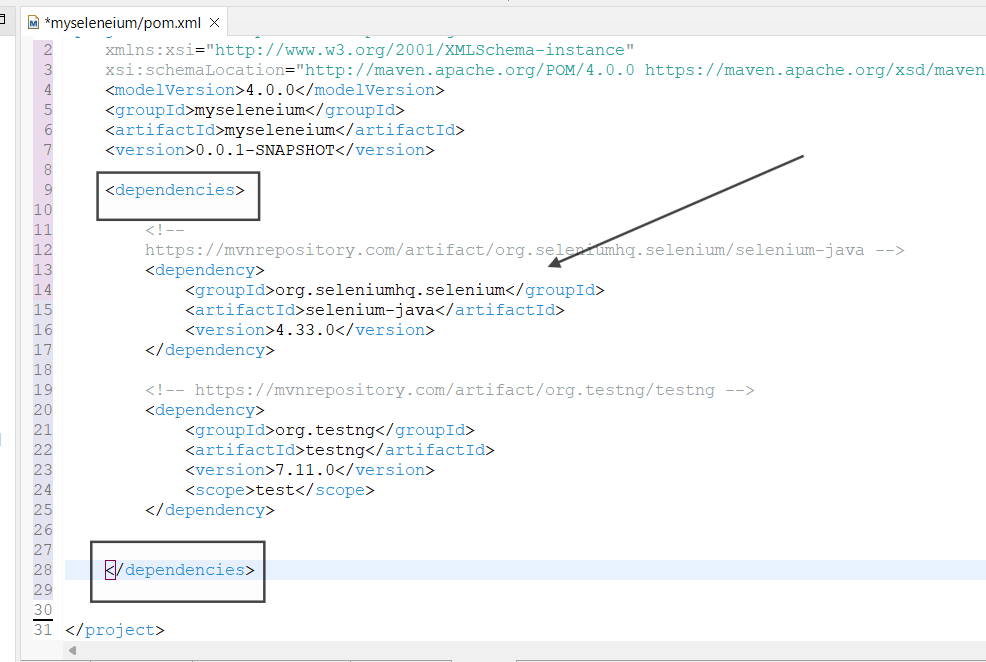 *myseleneium/pom.xml
2 xmlns:xsi="http://www.w3.org/2001/XMLSchema-instance"
3 xsi:schemaLocation="http://maven.apache.org/POM/4.0.0 https://maven.apache.org/xsd/maven
4 <modelVersion>4.0.0</modelVersion>
5 <groupId>myseleneium</groupId>
6 <artifactId>myseleneium</artifactId>
7 <version>0.0.1-SNAPSHOT</version>
8
9 <dependencies>
10
11 <!--
12 https://mvnrepository.com/artifact/org.seleniumhq.selenium/selenium-java -->
13 <dependency>
14 <groupId>org.seleniumhq.selenium</groupId>
15 <artifactId>selenium-java</artifactId>
16 <version>4.33.0</version>
17 </dependency>
18
19 <!-- https://mvnrepository.com/artifact/org.testng/testng -->
20 <dependency>
21 <groupId>org.testng</groupId>
22 <artifactId>testng</artifactId>
23 <version>7.11.0</version>
24 <scope>test</scope>
25 </dependency>
26
27
28 </dependencies>
29
30
31 </project>